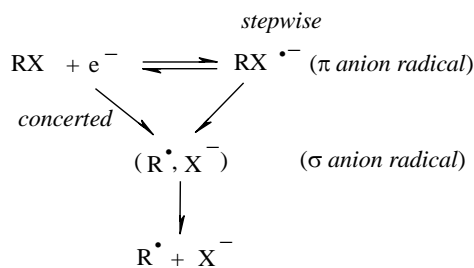 stepwise
RX + e⁻ ⇌ RX •⁻ (π anion radical)
concerted
(R•, X⁻) (σ anion radical)
R• + X⁻